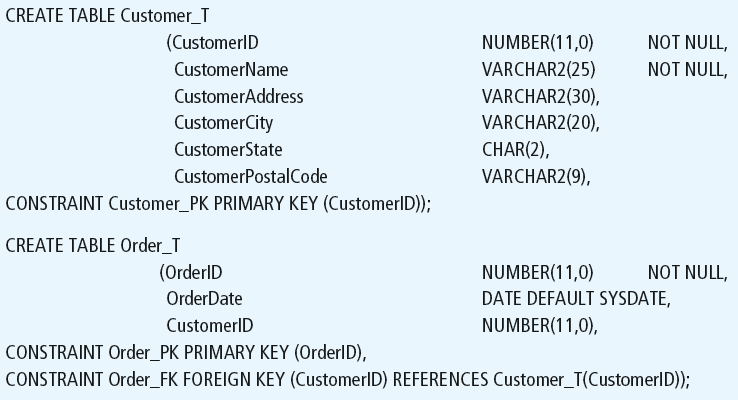 CREATE TABLE Customer_T
(CustomerID NUMBER(11,0) NOT NULL,
CustomerName VARCHAR2(25) NOT NULL,
CustomerAddress VARCHAR2(30),
CustomerCity VARCHAR2(20),
CustomerState CHAR(2),
CustomerPostalCode VARCHAR2(9),
CONSTRAINT Customer_PK PRIMARY KEY (CustomerID));
CREATE TABLE Order_T
(OrderID NUMBER(11,0) NOT NULL,
OrderDate DATE DEFAULT SYSDATE,
CustomerID NUMBER(11,0),
CONSTRAINT Order_PK PRIMARY KEY (OrderID),
CONSTRAINT Order_FK FOREIGN KEY (CustomerID) REFERENCES Customer_T(CustomerID));